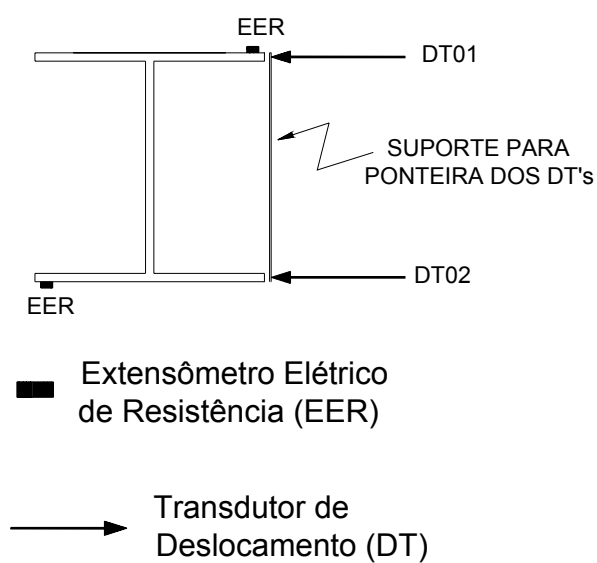 EER
DT01
SUPORTE PARA
PONTEIRA DOS DT's
DT02
EER
Extensômetro Elétrico
de Resistência (EER)
Transdutor de
Deslocamento (DT)